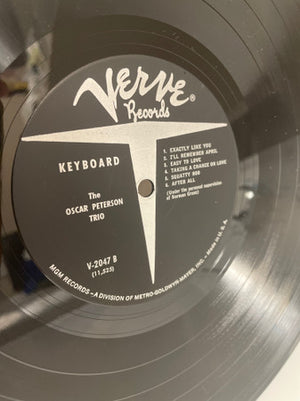 VERVE®
Records
KEYBOARD
The
OSCAR PETERSON
TRIO
V-2047 B
(11,525)
1. EXACTLY LIKE YOU
2. I'LL REMEMBER APRIL
3. EASY TO LOVE
4. TAKING A CHANCE ON LOVE
5. SQUATTY ROO
6. AFTER ALL
(Under the personal supervision
of Norman Granz)
MGM RECORDS—A DIVISION OF METRO-GOLDWYN-MAYER, INC.—Made in U.S.A.